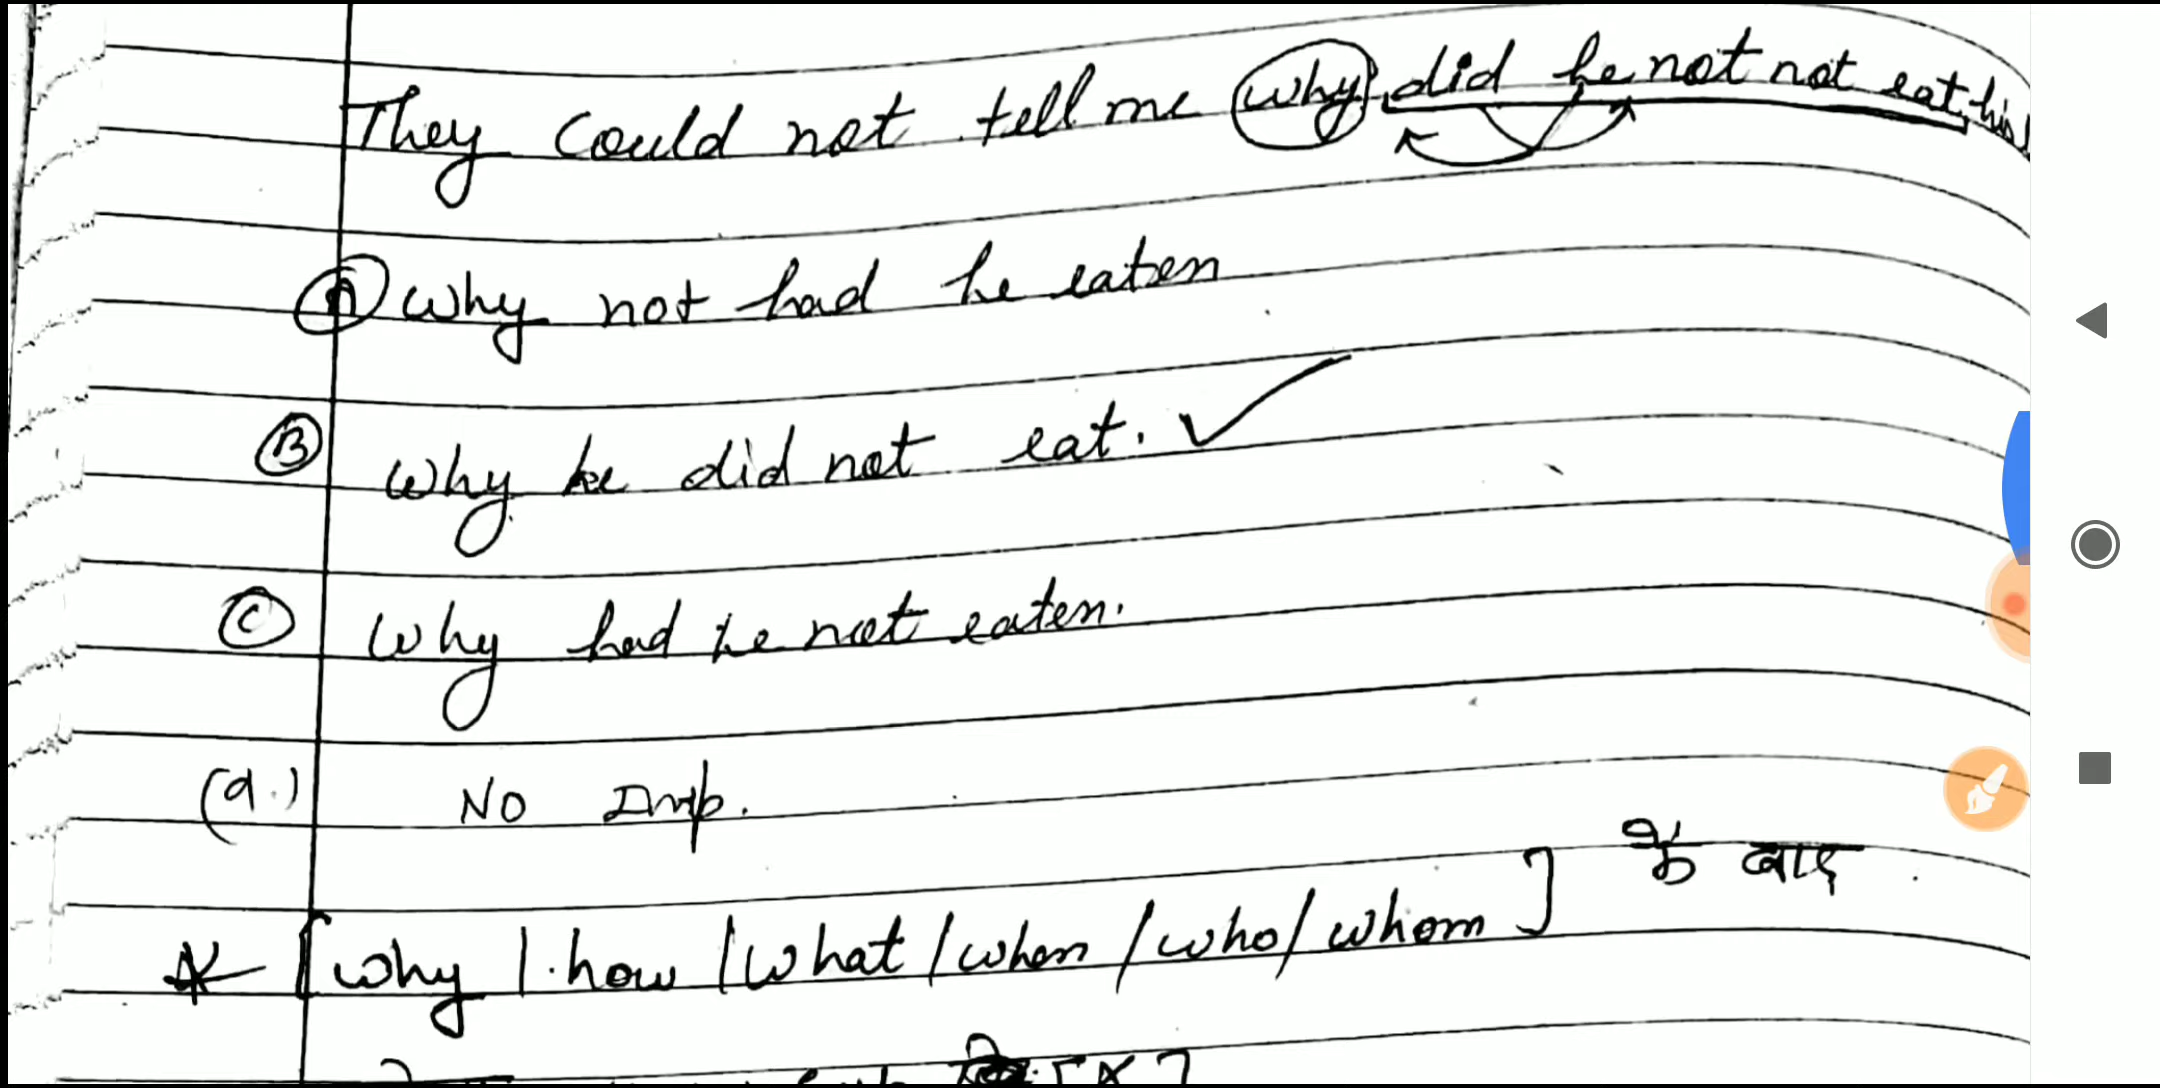 They could not tell me why did he not not eat his
(A) why not had he eaten
(B) why he did not eat. ✓
(C) why had he not eaten.
(d.) NO Imp.
[why / how / what / when / who / whom] के बाद